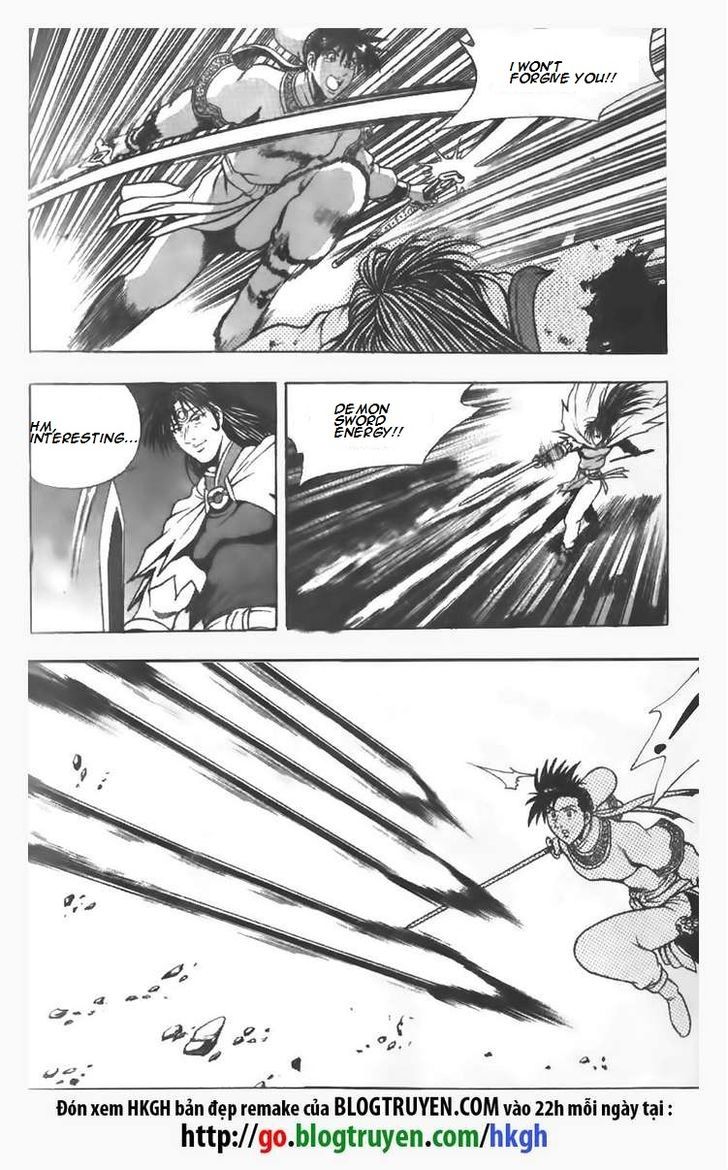 I WON'T
FORGIVE YOU!!
HM,
INTERESTING...
DEMON
SWORD
ENERGY!!
!
Đón xem HKGH bản đẹp remake của BLOGTRUYEN.COM vào 22h mỗi ngày tại :
http://go.blogtruyen.com/hkgh